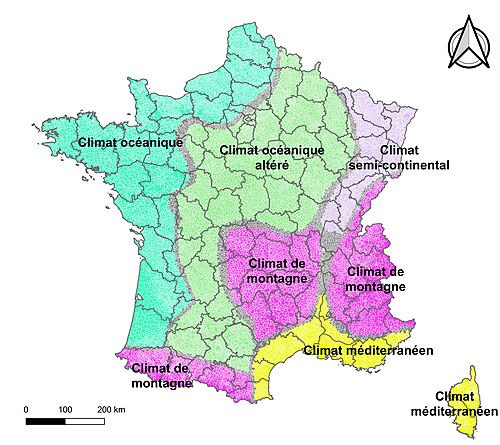 Climat océanique
Climat océanique
altéré
Climat
semi-continental
Climat de
montagne
Climat de
montagne
Climat méditerranéen
Climat de
montagne
Climat
méditerranéen
0 100 200 km